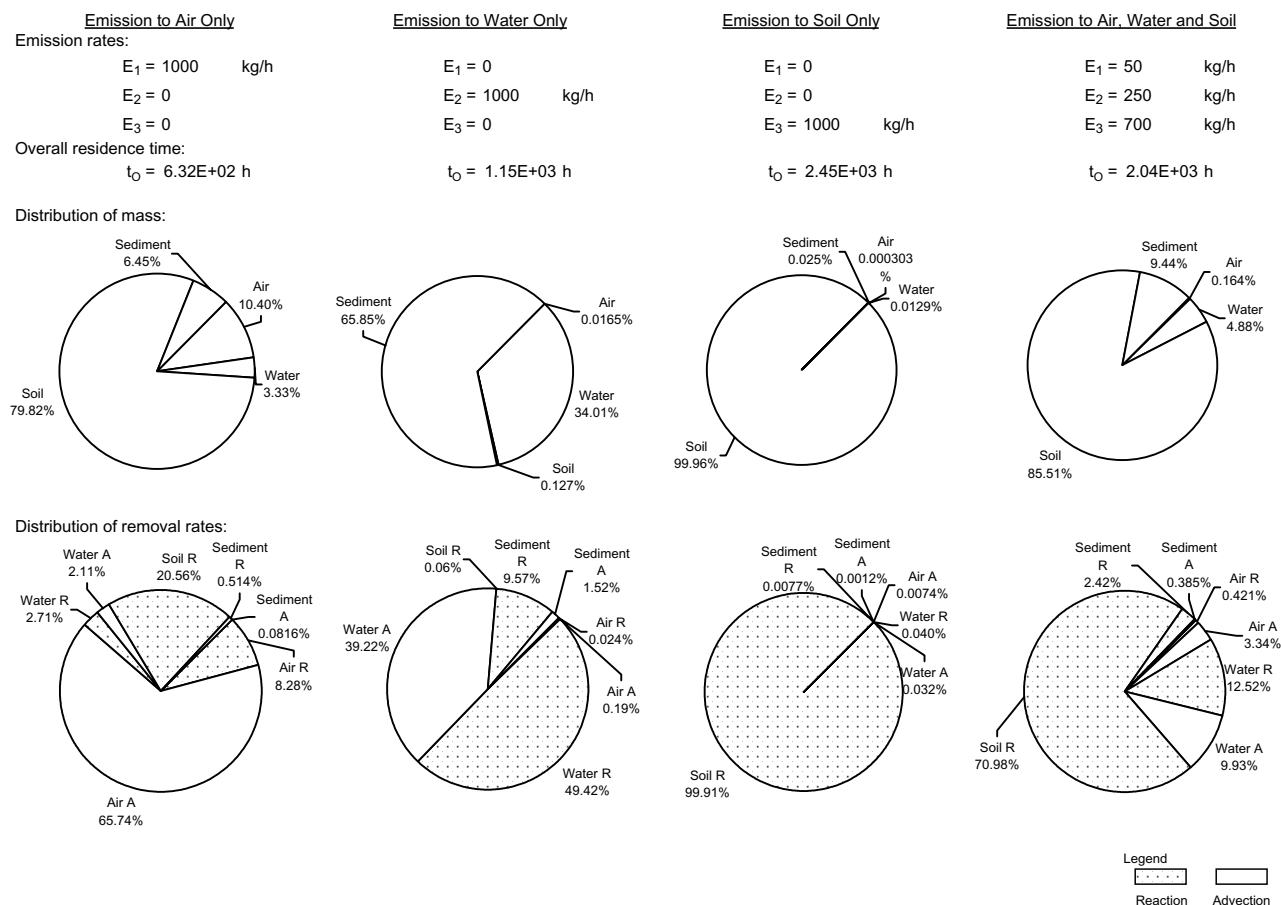 Emission to Air Only
Emission to Water Only
Emission to Soil Only
Emission to Air, Water and Soil
Emission rates:
E1 = 1000 kg/h
E1 = 0
E1 = 0
E1 = 50 kg/h
E2 = 0
E2 = 1000 kg/h
E2 = 0
E2 = 250 kg/h
E3 = 0
E3 = 0
E3 = 1000 kg/h
E3 = 700 kg/h
Overall residence time:
tO = 6.32E+02 h
tO = 1.15E+03 h
tO = 2.45E+03 h
tO = 2.04E+03 h
Distribution of mass:
Sediment
6.45%
Air
10.40%
Water
3.33%
Soil
79.82%
Sediment
65.85%
Air
0.0165%
Water
34.01%
Soil
0.127%
Sediment
0.025%
Air
0.000303
%
Water
0.0129%
Soil
99.96%
Sediment
9.44%
Air
0.164%
Water
4.88%
Soil
85.51%
Distribution of removal rates:
Water A
2.11%
Soil R
20.56%
Sediment
R
0.514%
Sediment
A
0.0816%
Water R
2.71%
Air R
8.28%
Air A
65.74%
Soil R
0.06%
Sediment
R
9.57%
Sediment
A
1.52%
Air R
0.024%
Air A
0.19%
Water A
39.22%
Water R
49.42%
Sediment
R
0.0077%
Sediment
A
0.0012%
Air A
0.0074%
Water R
0.040%
Water A
0.032%
Soil R
99.91%
Sediment
R
2.42%
Sediment
A
0.385%
Air R
0.421%
Air A
3.34%
Water R
12.52%
Water A
9.93%
Soil R
70.98%
Legend
Reaction
Advection